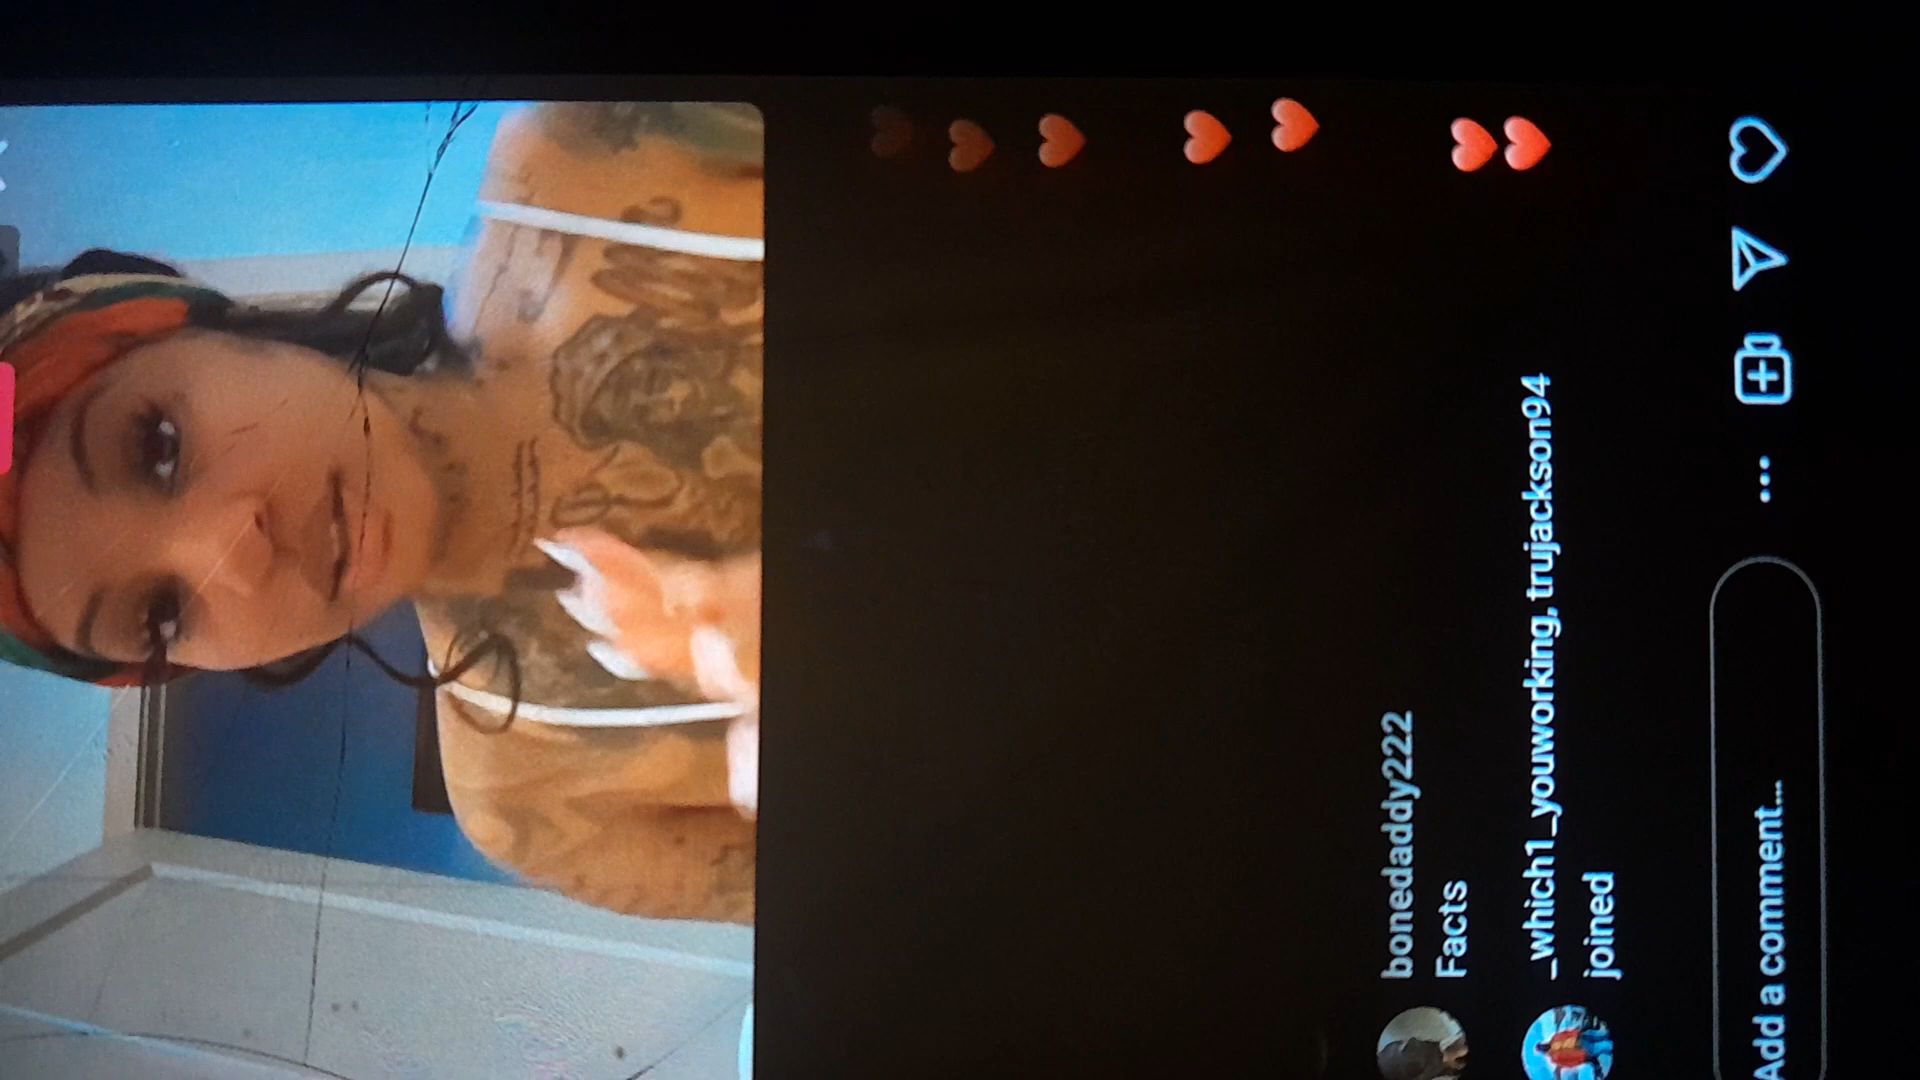 bonedaddy222
Facts
_which1_youworking, trujackson94
joined
Add a comment...